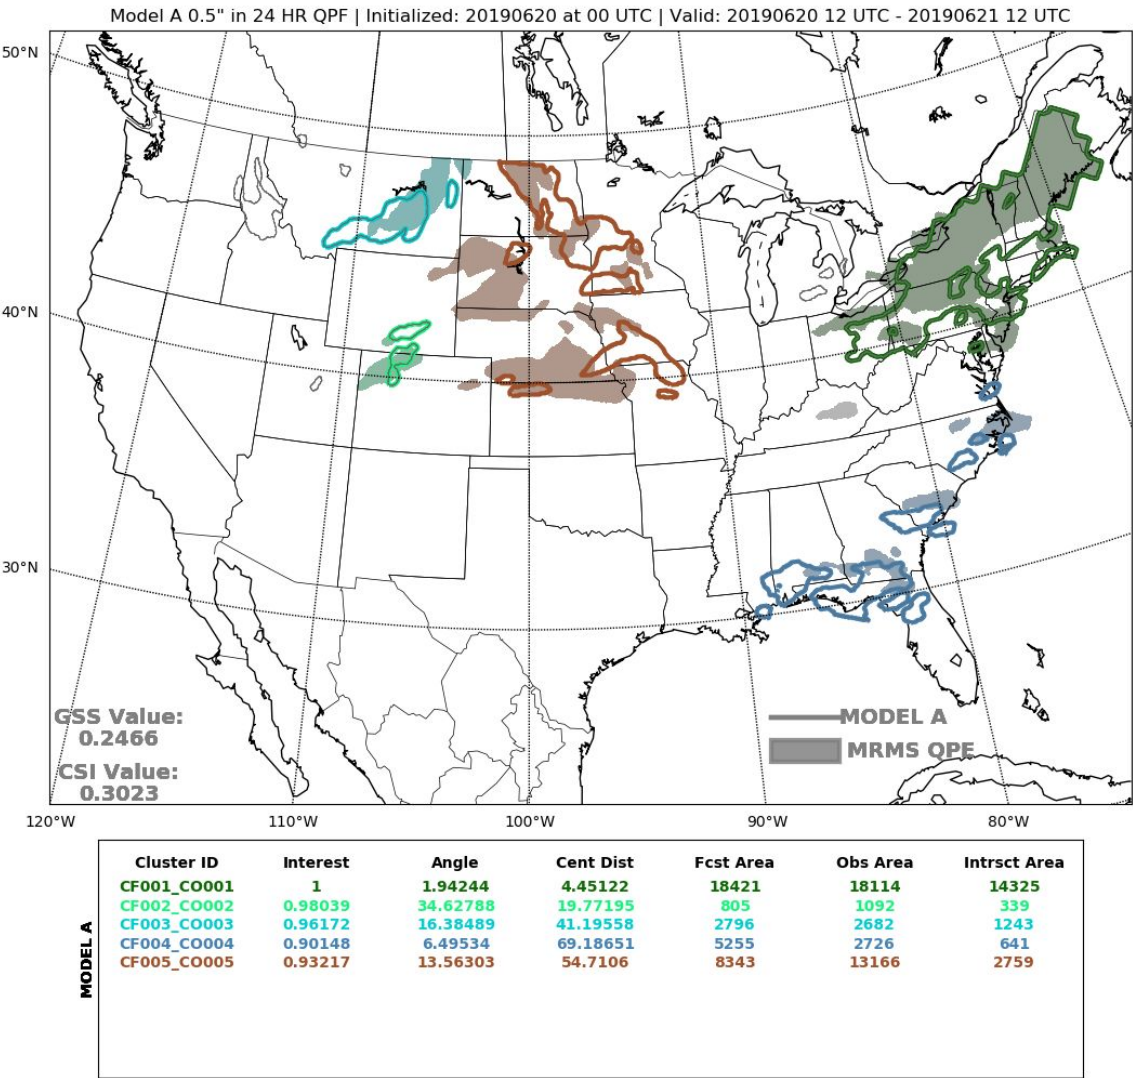 Model A 0.5" in 24 HR QPF | Initialized: 20190620 at 00 UTC | Valid: 20190620 12 UTC - 20190621 12 UTC
50°N
40°N
30°N
GSS Value:
0.2466
CSI Value:
0.3023
MODEL A
MRMS QPE
120°W 110°W 100°W 90°W 80°W
MODEL A
Cluster ID Interest Angle Cent Dist Fcst Area Obs Area Intrsct Area
CF001_CO001 1 1.94244 4.45122 18421 18114 14325
CF002_CO002 0.98039 34.62788 19.77195 805 1092 339
CF003_CO003 0.96172 16.38489 41.19558 2796 2682 1243
CF004_CO004 0.90148 6.49534 69.18651 5255 2726 641
CF005_CO005 0.93217 13.56303 54.7106 8343 13166 2759